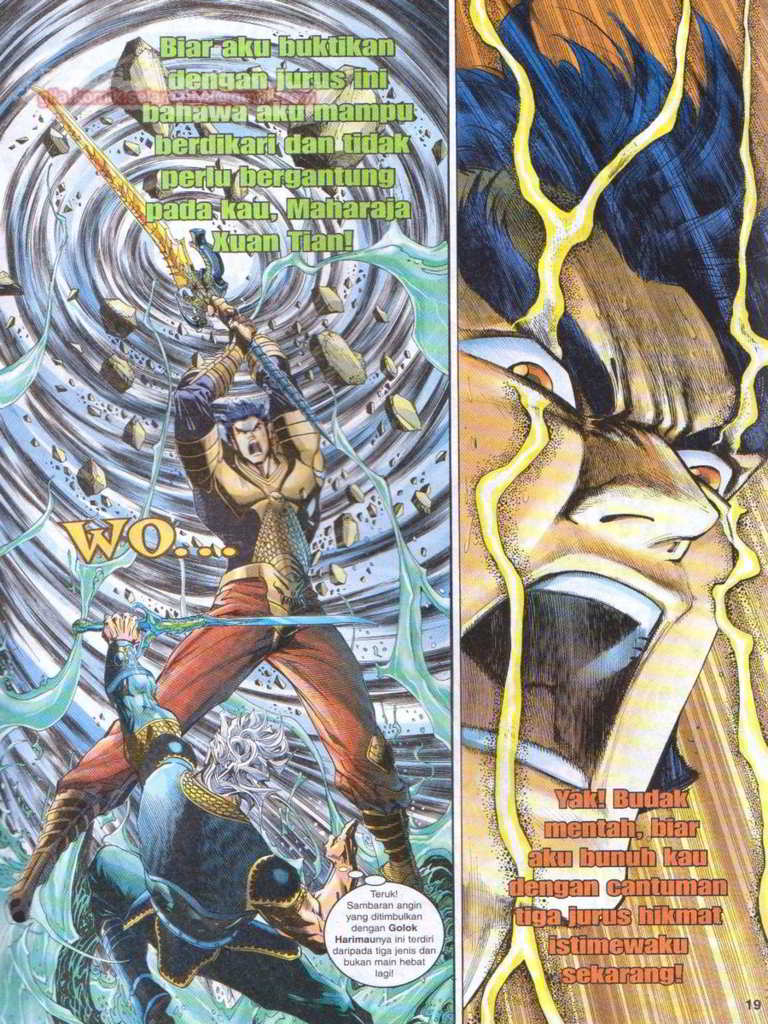 Biar aku buktikan
dengan jurus ini
bahawa aku mampu
berdikari dan tidak
perlu bergantung
pada kau, Maharaja
Xuan Tian!
WO....
Teruk!
Sambaran angin
yang ditimbulkan
dengan Golok
Harimaunya ini terdiri
daripada tiga jenis dan
bukan main hebat
lagi!
Yak! Budak
mentah, biar
aku bunuh kau
dengan cantuman
tiga jurus hikmat
istimewaku
sekarang!
19